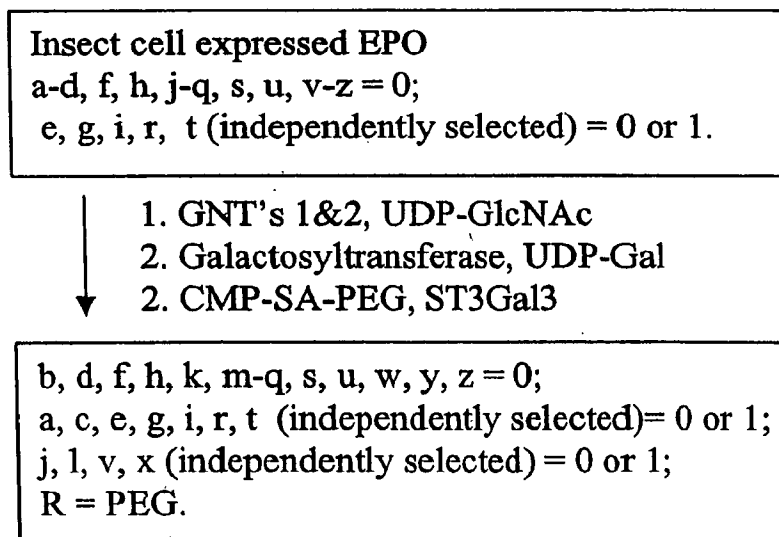 Insect cell expressed EPO
a-d, f, h, j-q, s, u, v-z = 0;
e, g, i, r, t (independently selected) = 0 or 1.
1. GNT's 1&2, UDP-GlcNAc
2. Galactosyltransferase, UDP-Gal
2. CMP-SA-PEG, ST3Gal3
b, d, f, h, k, m-q, s, u, w, y, z = 0;
a, c, e, g, i, r, t (independently selected)= 0 or 1;
j, l, v, x (independently selected) = 0 or 1;
R = PEG.